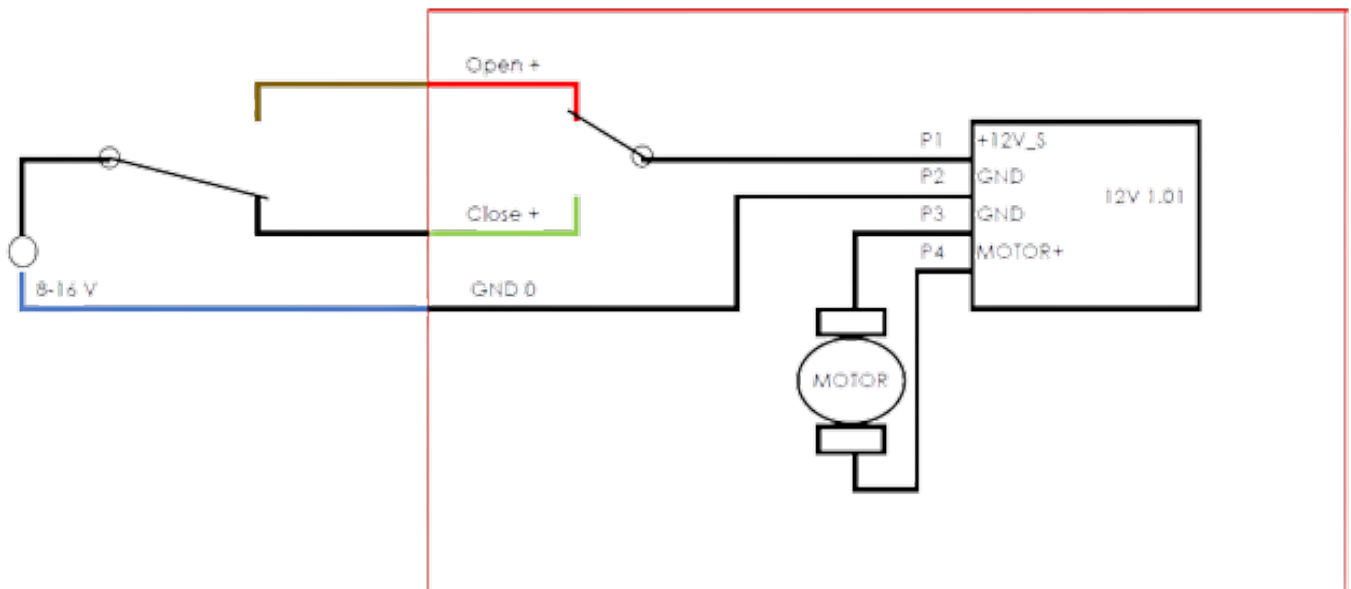 Open +
P1
+12V_S
P2
GND
12V 1.01
Close +
P3
GND
P4
MOTOR+
8-16 V
GND 0
MOTOR